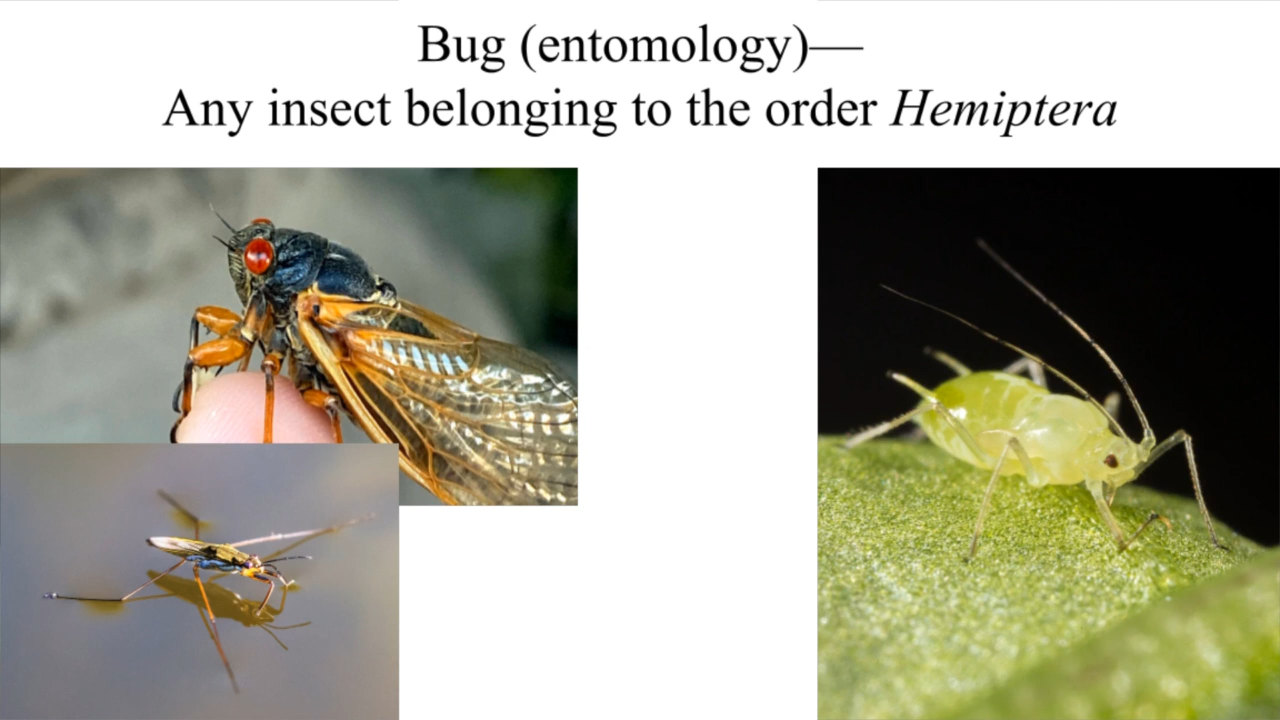 Bug (entomology)—
Any insect belonging to the order Hemiptera